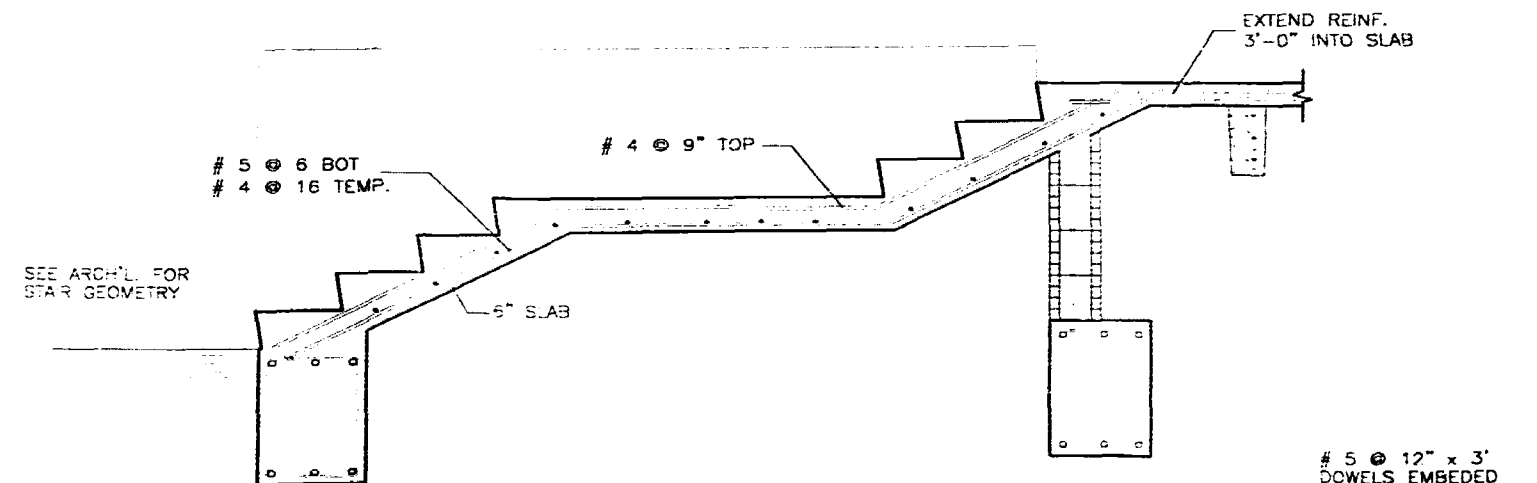 EXTEND REINF.
3'-0" INTO SLAB
# 4 @ 9" TOP
# 5 @ 6 BOT
# 4 @ 16 TEMP.
SEE ARCH'L. FOR
STAIR GEOMETRY
6" SLAB
# 5 @ 12" x 3'
DOWELS EMBEDED